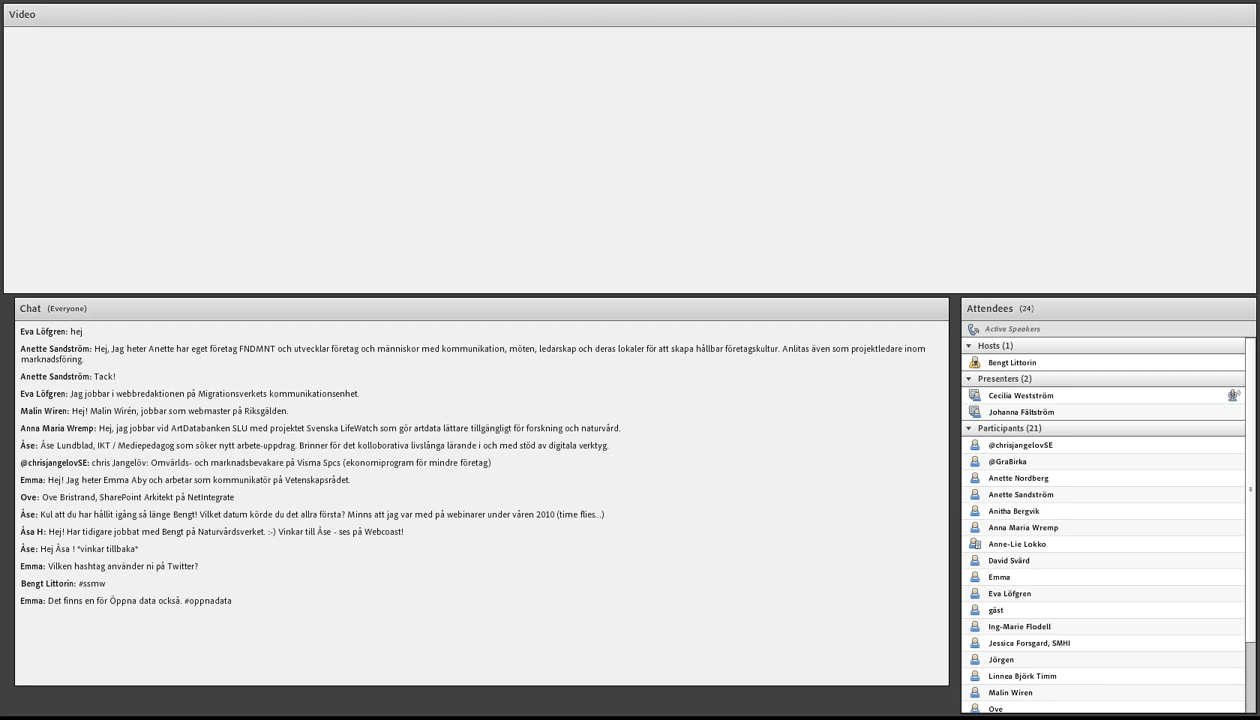 Video
Chat (Everyone)
Eva Löfgren: hej
Anette Sandström: Hej, Jag heter Anette har eget företag FNDMNT och utvecklar företag och människor med kommunikation, möten, ledarskap och deras lokaler för att skapa hållbar företagskultur. Anlitas även som projektledare inom
marknadsföring.
Anette Sandström: Tack!
Eva Löfgren: Jag jobbar i webbredaktionen på Migrationsverkets kommunikationsenhet.
Malin Wiren: Hej! Malin Wirén, jobbar som webmaster på Riksgälden.
Anna Maria Wremp: Hej, jag jobbar vid ArtDatabanken SLU med projektet Svenska LifeWatch som gör artdata lättare tillgängligt för forskning och naturvård.
Åse: Åse Lundblad, IKT / Mediepedagog som söker nytt arbete-uppdrag. Brinner för det kolloborativa livslånga lärande i och med stöd av digitala verktyg.
@chrisjangelovSE: chris Jangelöv: Omvärlds- och marknadsbevakare på Visma Spcs (ekonomiprogram för mindre företag)
Emma: Hej! Jag heter Emma Aby och arbetar som kommunikatör på Vetenskapsrådet.
Ove: Ove Bristrand, SharePoint Arkitekt på NetIntegrate
Åse: Kul att du har hållit igång så länge Bengt! Vilket datum körde du det allra första? Minns att jag var med på webinarer under våren 2010 (time flies...)
Åsa H: Hej! Har tidigare jobbat med Bengt på Naturvårdsverket. :-) Vinkar till Åse - ses på Webcoast!
Åse: Hej Åsa ! *vinkar tillbaka*
Emma: Vilken hashtag använder ni på Twitter?
Bengt Littorin: #ssmw
Emma: Det finns en för Öppna data också. #oppnadata
Attendees (24)
Active Speakers
Hosts (1)
Bengt Littorin
Presenters (2)
Cecilia Westström
Johanna Fältström
Participants (21)
@chrisjangelovSE
@GraBirka
Anette Nordberg
Anette Sandström
Anitha Bergvik
Anna Maria Wremp
Anne-Lie Lokko
David Svärd
Emma
Eva Löfgren
gäst
Ing-Marie Flodell
Jessica Forsgard, SMHI
Jörgen
Linnea Björk Timm
Malin Wiren
Ove